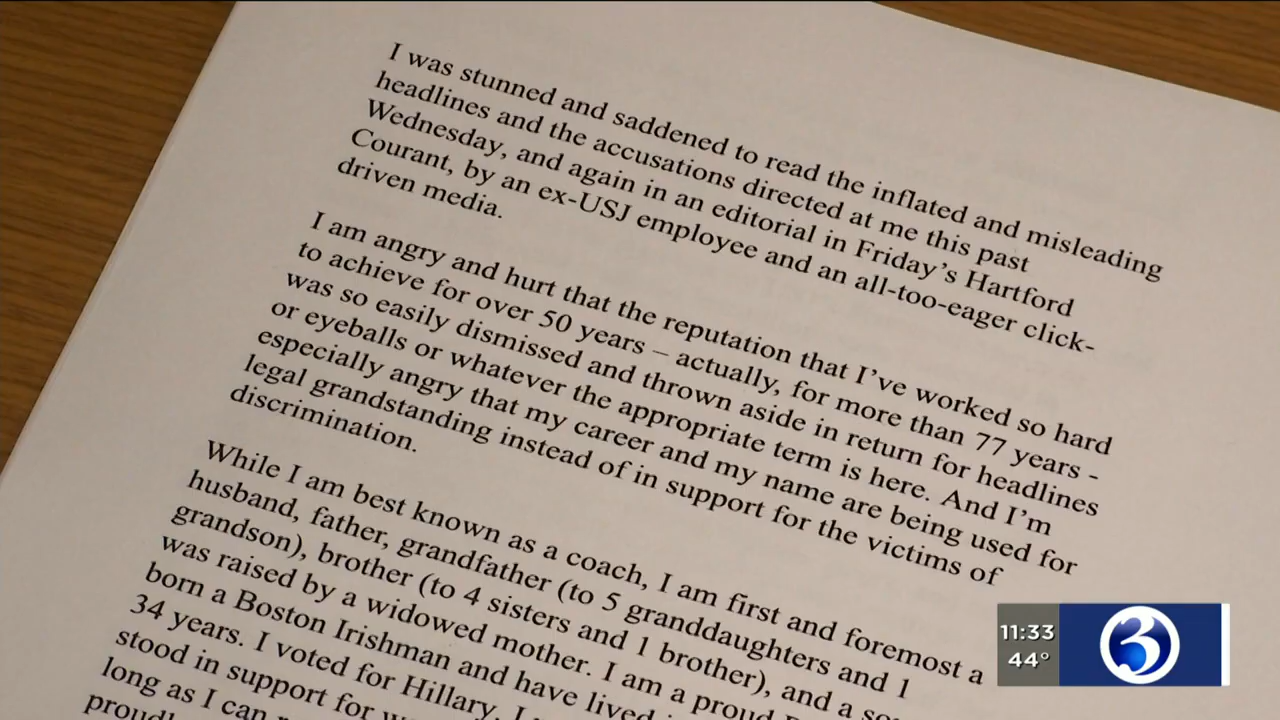 I was stunned and saddened to read the inflated and misleading
headlines and the accusations directed at me this past
Wednesday, and again in an editorial in Friday's Hartford
Courant, by an ex-USJ employee and an all-too-eager click-
driven media.
I am angry and hurt that the reputation that I've worked so hard
to achieve for over 50 years – actually, for more than 77 years -
was so easily dismissed and thrown aside in return for headlines
or eyeballs or whatever the appropriate term is here. And I'm
especially angry that my career and my name are being used for
legal grandstanding instead of in support for the victims of
discrimination.
While I am best known as a coach, I am first and foremost a
husband, father, grandfather (to 5 granddaughters and 1
grandson), brother (to 4 sisters and 1 brother), and a so
was raised by a widowed mother. I am a proud
born a Boston Irishman and have lived
34 years. I voted for Hillary. I
stood in support for
long as I can
proudl
11:33
44°
3